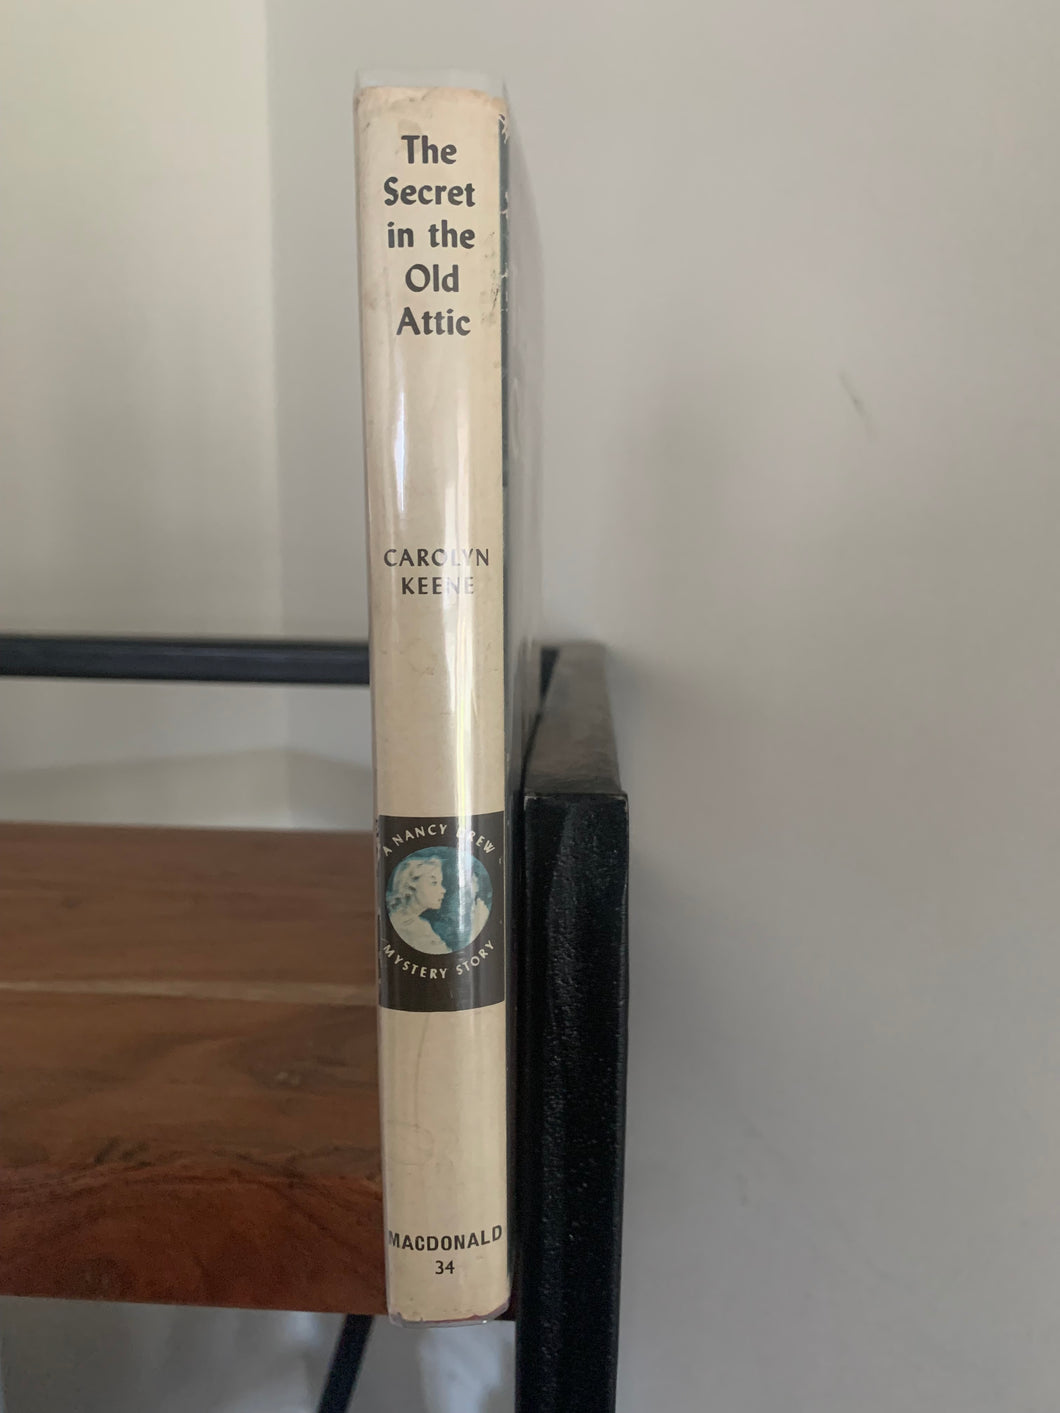 The
Secret
in the
Old
Attic
CAROLYN
KEENE
A NANCY DREW
MYSTERY STORY
MACDONALD
34